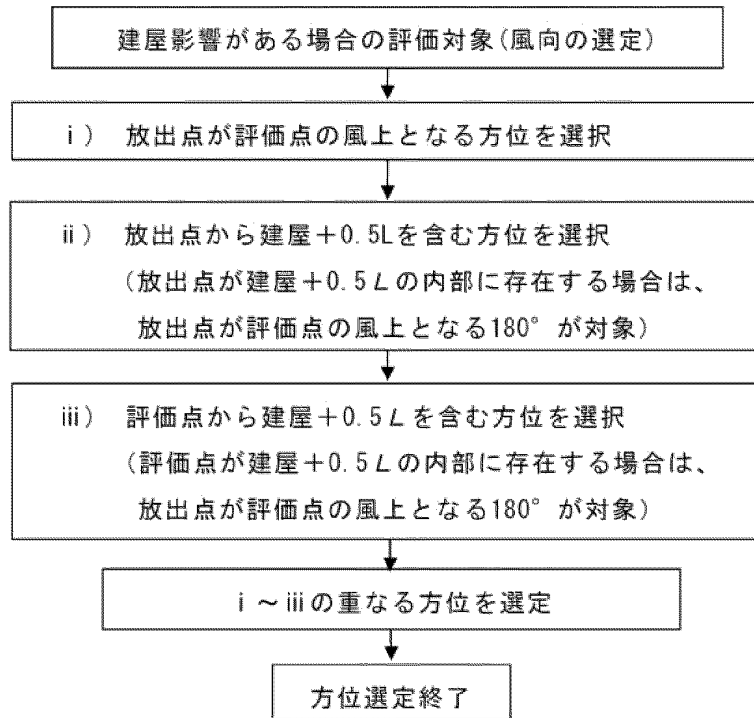 建屋影響がある場合の評価対象(風向の選定)
ⅰ) 放出点が評価点の風上となる方位を選択
ⅱ) 放出点から建屋+0.5Lを含む方位を選択
(放出点が建屋+0.5Lの内部に存在する場合は、
放出点が評価点の風上となる180°が対象)
ⅲ) 評価点から建屋+0.5Lを含む方位を選択
(評価点が建屋+0.5Lの内部に存在する場合は、
放出点が評価点の風上となる180°が対象)
ⅰ~ⅲの重なる方位を選定
方位選定終了